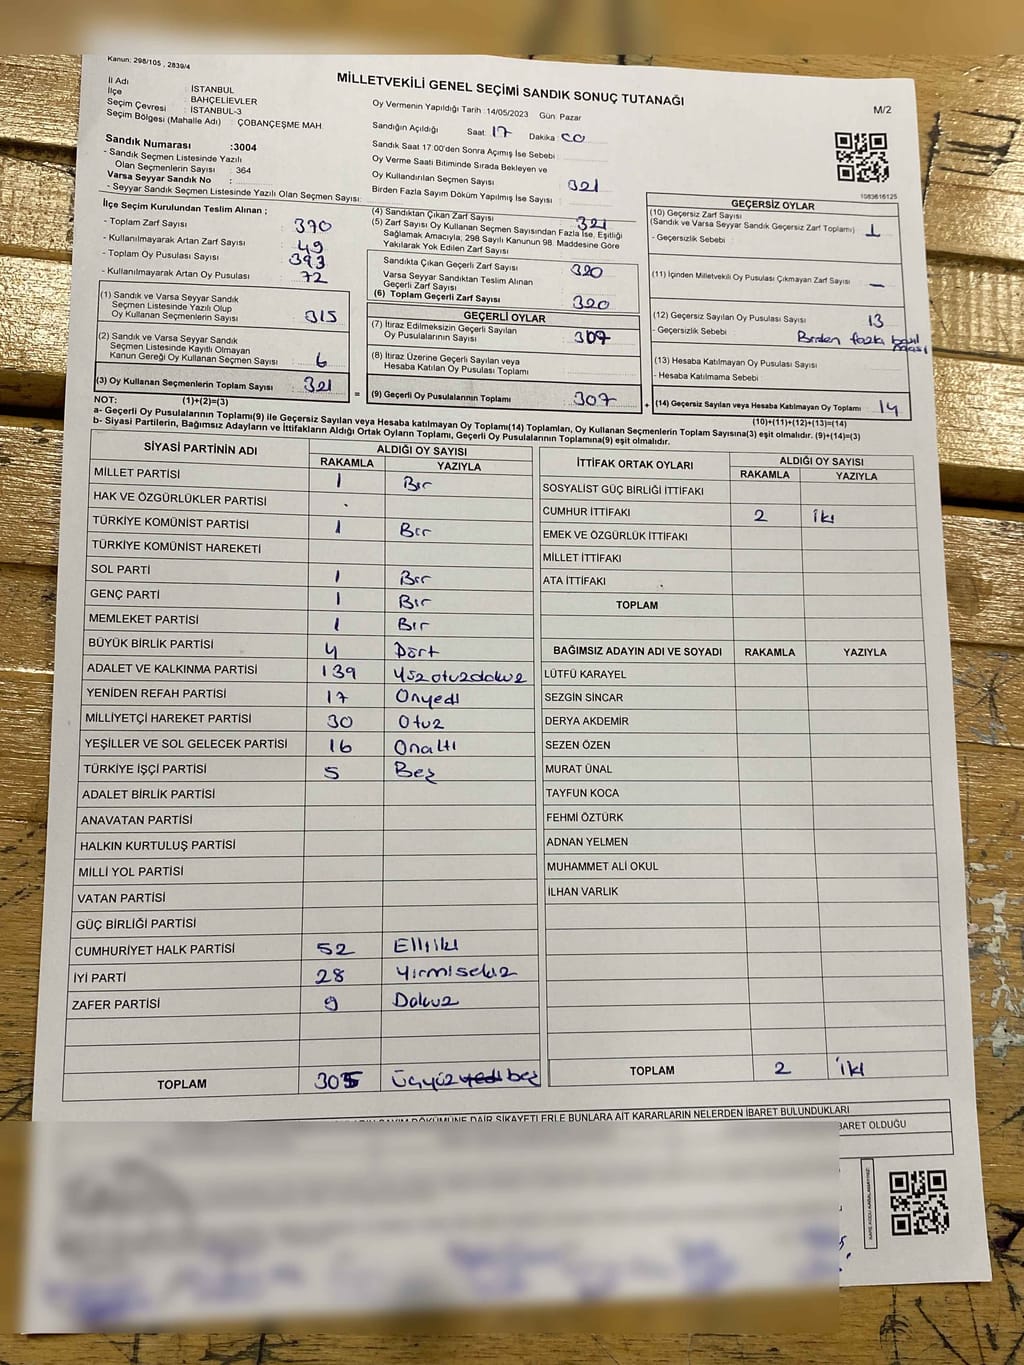 Kanun: 298/105 , 2839/4
MİLLETVEKİLİ GENEL SEÇİMİ SANDIK SONUÇ TUTANAĞI
M/2
İl Adı : İSTANBUL
İlçe : BAHÇELİEVLER
Seçim Çevresi : İSTANBUL-3
Seçim Bölgesi (Mahalle Adı) : ÇOBANÇEŞME MAH.
Sandık Numarası :3004
- Sandık Seçmen Listesinde Yazılı
Olan Seçmenlerin Sayısı : 364
Varsa Seyyar Sandık No :
- Seyyar Sandık Seçmen Listesinde Yazılı Olan Seçmen Sayısı:
Oy Vermenin Yapıldığı Tarih :14/05/2023 Gün: Pazar
Sandığın Açıldığı Saat: 17 Dakika: 00
Sandık Saat 17:00'den Sonra Açılmış İse Sebebi :
Oy Verme Saati Bitiminde Sırada Bekleyen ve
Oy Kullandırılan Seçmen Sayısı : 321
Birden Fazla Sayım Döküm Yapılmış İse Sayısı :
1083616125
İlçe Seçim Kurulundan Teslim Alınan ;
- Toplam Zarf Sayısı : 370
- Kullanılmayarak Artan Zarf Sayısı : 49
- Toplam Oy Pusulası Sayısı : 393
- Kullanılmayarak Artan Oy Pusulası : 72
(1) Sandık ve Varsa Seyyar Sandık
Seçmen Listesinde Yazılı Olup
Oy Kullanan Seçmenlerin Sayısı : 315
(2) Sandık ve Varsa Seyyar Sandık
Seçmen Listesinde Kayıtlı Olmayan
Kanun Gereği Oy Kullanan Seçmen Sayısı : 6
(3) Oy Kullanan Seçmenlerin Toplam Sayısı : 321
(4) Sandıktan Çıkan Zarf Sayısı : 321
(5) Zarf Sayısı Oy Kullanan Seçmen Sayısından Fazla İse, Eşitliği
Sağlamak Amacıyla, 298 Sayılı Kanunun 98. Maddesine Göre
Yakılarak Yok Edilen Zarf Sayısı :
Sandıkta Çıkan Geçerli Zarf Sayısı : 320
Varsa Seyyar Sandıktan Teslim Alınan
Geçerli Zarf Sayısı :
(6) Toplam Geçerli Zarf Sayısı : 320
GEÇERLİ OYLAR
(7) İtiraz Edilmeksizin Geçerli Sayılan
Oy Pusulalarının Sayısı : 307
(8) İtiraz Üzerine Geçerli Sayılan veya
Hesaba Katılan Oy Pusulası Toplamı :
= (9) Geçerli Oy Pusulalarının Toplamı : 307
GEÇERSİZ OYLAR
(10) Geçersiz Zarf Sayısı
(Sandık ve Varsa Seyyar Sandık Geçersiz Zarf Toplamı) : 1
- Geçersizlik Sebebi :
(11) İçinden Milletvekili Oy Pusulası Çıkmayan Zarf Sayısı : –
(12) Geçersiz Sayılan Oy Pusulası Sayısı : 13
- Geçersizlik Sebebi : Birden fazla
(13) Hesaba Katılmayan Oy Pusulası Sayısı :
- Hesaba Katılmama Sebebi :
+ (14) Geçersiz Sayılan veya Hesaba Katılmayan Oy Toplamı : 14
NOT: (1)+(2)=(3) (10)+(11)+(12)+(13)=(14)
a- Geçerli Oy Pusulalarının Toplamı(9) ile Geçersiz Sayılan veya Hesaba katılmayan Oy Toplamı(14) Toplamları, Oy Kullanan Seçmenlerin Toplam Sayısına(3) eşit olmalıdır. (9)+(14)=(3)
b- Siyasi Partilerin, Bağımsız Adayların ve İttifakların Aldığı Ortak Oyların Toplamı, Geçerli Oy Pusulalarının Toplamına(9) eşit olmalıdır.
SİYASİ PARTİNİN ADI ALDIĞI OY SAYISI
RAKAMLA YAZIYLA
MİLLET PARTİSİ 1 Bir
HAK VE ÖZGÜRLÜKLER PARTİSİ
TÜRKİYE KOMÜNİST PARTİSİ 1 Bir
TÜRKİYE KOMÜNİST HAREKETİ
SOL PARTİ 1 Bir
GENÇ PARTİ 1 Bir
MEMLEKET PARTİSİ 1 Bir
BÜYÜK BİRLİK PARTİSİ 4 Dört
ADALET VE KALKINMA PARTİSİ 139 Yüzotuzdokuz
YENİDEN REFAH PARTİSİ 17 Onyedi
MİLLİYETÇİ HAREKET PARTİSİ 30 Otuz
YEŞİLLER VE SOL GELECEK PARTİSİ 16 Onaltı
TÜRKİYE İŞÇİ PARTİSİ 5 Beş
ADALET BİRLİK PARTİSİ
ANAVATAN PARTİSİ
HALKIN KURTULUŞ PARTİSİ
MİLLİ YOL PARTİSİ
VATAN PARTİSİ
GÜÇ BİRLİĞİ PARTİSİ
CUMHURİYET HALK PARTİSİ 52 Elliiki
İYİ PARTİ 28 Yirmisekiz
ZAFER PARTİSİ 9 Dokuz
TOPLAM 305 Üçyüz yedi beş
İTTİFAK ORTAK OYLARI ALDIĞI OY SAYISI
RAKAMLA YAZIYLA
SOSYALİST GÜÇ BİRLİĞİ İTTİFAKI
CUMHUR İTTİFAKI 2 İki
EMEK VE ÖZGÜRLÜK İTTİFAKI
MİLLET İTTİFAKI
ATA İTTİFAKI
TOPLAM
BAĞIMSIZ ADAYIN ADI VE SOYADI RAKAMLA YAZIYLA
LÜTFÜ KARAYEL
SEZGİN SİNCAR
DERYA AKDEMİR
SEZEN ÖZEN
MURAT ÜNAL
TAYFUN KOCA
FEHMİ ÖZTÜRK
ADNAN YELMEN
MUHAMMET ALİ OKUL
İLHAN VARLIK
TOPLAM 2 İki
SAYIM DÖKÜMÜNE DAİR ŞİKAYETLERLE BUNLARA AİT KARARLARIN NELERDEN İBARET BULUNDUKLARI
BARET OLDUĞU